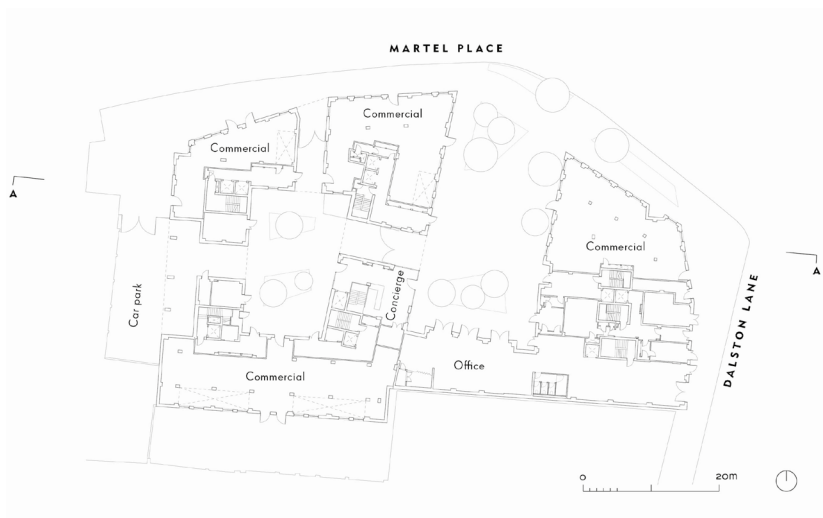 MARTEL PLACE
Commercial
Commercial
A
Commercial
A
Car park
Concierge
DALSTON LANE
Office
Commercial
0
20m